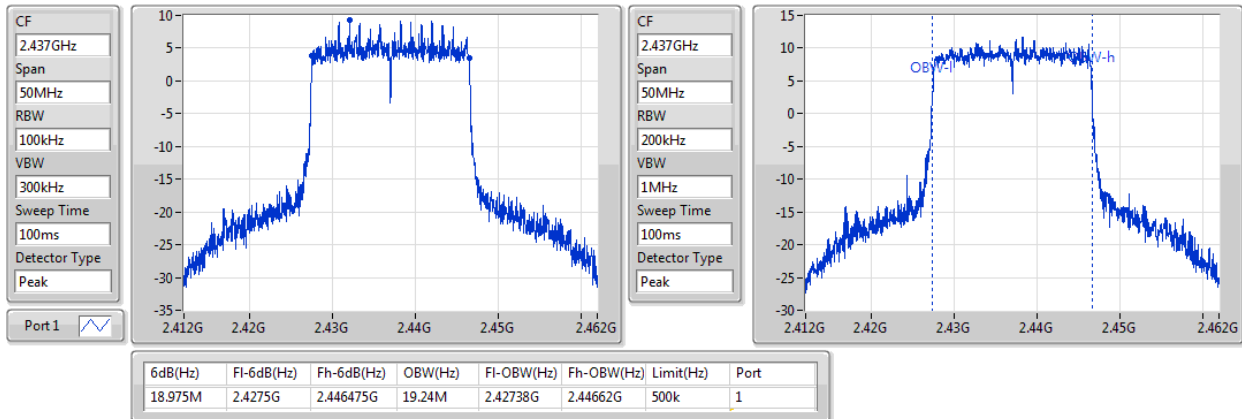 CF
2.437GHz
Span
50MHz
RBW
100kHz
VBW
300kHz
Sweep Time
100ms
Detector Type
Peak
Port 1
10
5
0
-5
-10
-15
-20
-25
-30
-35
2.412G 2.42G 2.43G 2.44G 2.45G 2.462G
CF
2.437GHz
Span
50MHz
RBW
200kHz
VBW
1MHz
Sweep Time
100ms
Detector Type
Peak
15
10
5
0
-5
-10
-15
-20
-25
-30
OBW-l
-h
2.412G 2.42G 2.43G 2.44G 2.45G 2.462G
6dB(Hz) Fl-6dB(Hz) Fh-6dB(Hz) OBW(Hz) Fl-OBW(Hz) Fh-OBW(Hz) Limit(Hz) Port
18.975M 2.4275G 2.446475G 19.24M 2.42738G 2.44662G 500k 1